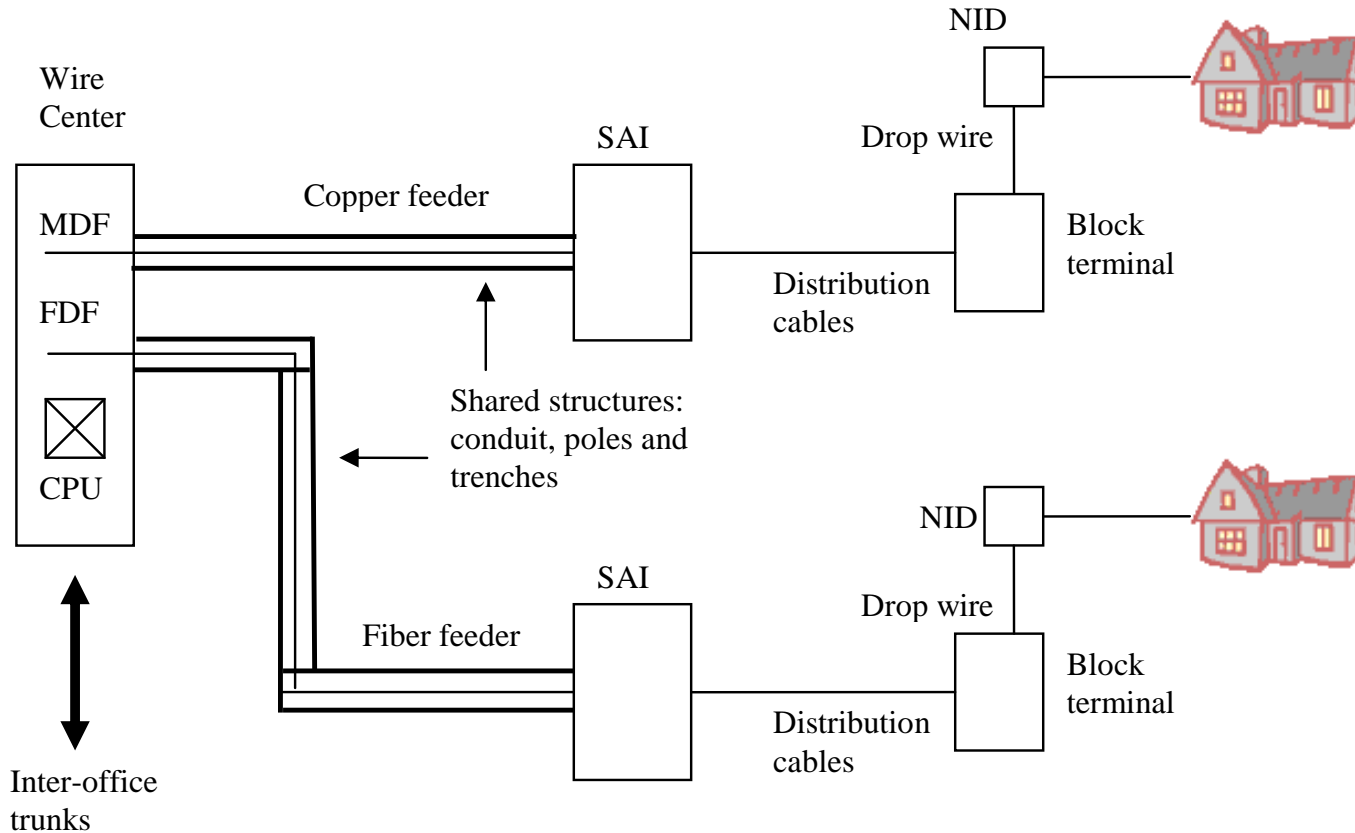 NID
Wire
Center
SAI
Drop wire
Copper feeder
MDF
Block
terminal
Distribution
cables
FDF
Shared structures:
conduit, poles and
trenches
CPU
NID
SAI
Drop wire
Fiber feeder
Block
terminal
Distribution
cables
Inter-office
trunks